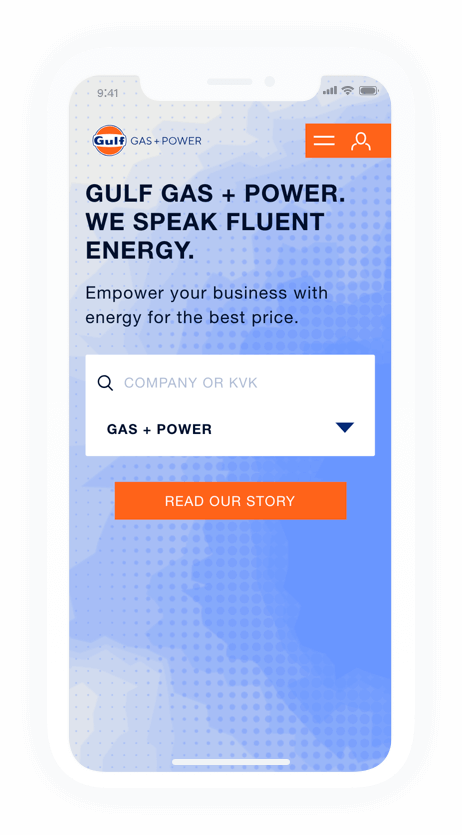 9:41
Gulf GAS + POWER
GULF GAS + POWER.
WE SPEAK FLUENT
ENERGY.
Empower your business with
energy for the best price.
COMPANY OR KVK
GAS + POWER
READ OUR STORY